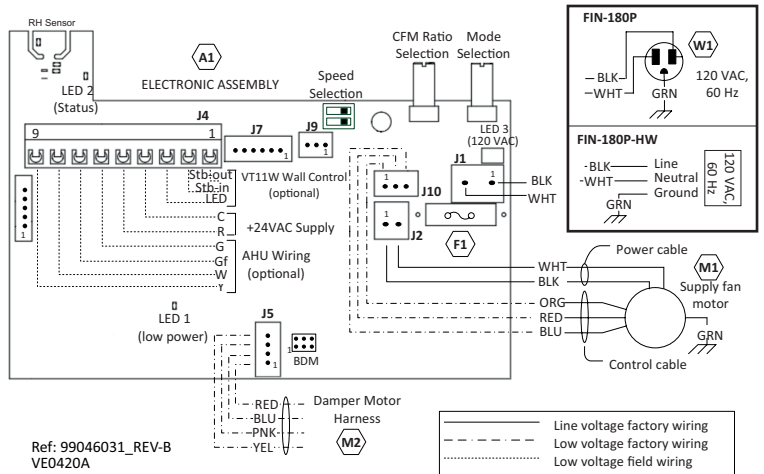 RH Sensor
A1
ELECTRONIC ASSEMBLY
CFM Ratio
Selection
Mode
Selection
Speed
Selection
LED 2
(Status)
J4
9
1
J7
1
J9
1
LED 3
(120 VAC)
J1
1
BLK
WHT
J10
1
J2
1
F1
Stb-out
Stb-in
LED
VT11W Wall Control
(optional)
C
R
+24VAC Supply
G
Gf
W
Y
AHU Wiring
(optional)
1
LED 1
(low power)
J5
1
1
BDM
WHT
BLK
ORG
RED
BLU
Power cable
M1
Supply fan
motor
GRN
Control cable
RED
BLU
PNK
YEL
Damper Motor
Harness
M2
FIN-180P
W1
BLK
WHT
GRN
120 VAC,
60 Hz
FIN-180P-HW
-BLK
-WHT
GRN
Line
Neutral
Ground
120 VAC,
60 Hz
Line voltage factory wiring
Low voltage factory wiring
Low voltage field wiring
Ref: 99046031_REV-B
VE0420A